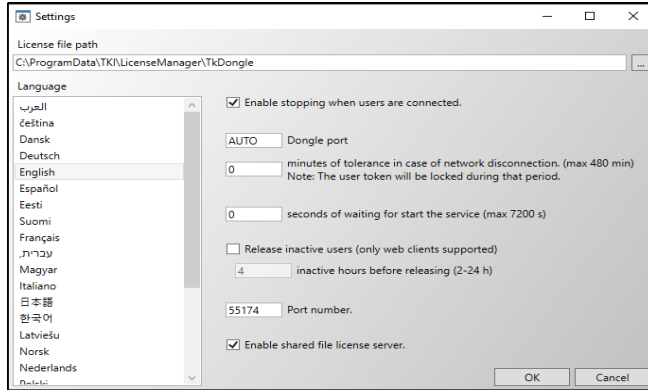 Settings
License file path
C:\ProgramData\TKI\LicenseManager\TkDongle
...
Language
العرب
čeština
Dansk
Deutsch
English
Español
Eesti
Suomi
Français
עברית,
Magyar
Italiano
日本語
한국어
Latviešu
Norsk
Nederlands
Polski
Enable stopping when users are connected.
AUTO Dongle port
0 minutes of tolerance in case of network disconnection. (max 480 min)
Note: The user token will be locked during that period.
0 seconds of waiting for start the service (max 7200 s)
Release inactive users (only web clients supported)
4 inactive hours before releasing (2-24 h)
55174 Port number.
Enable shared file license server.
OK Cancel